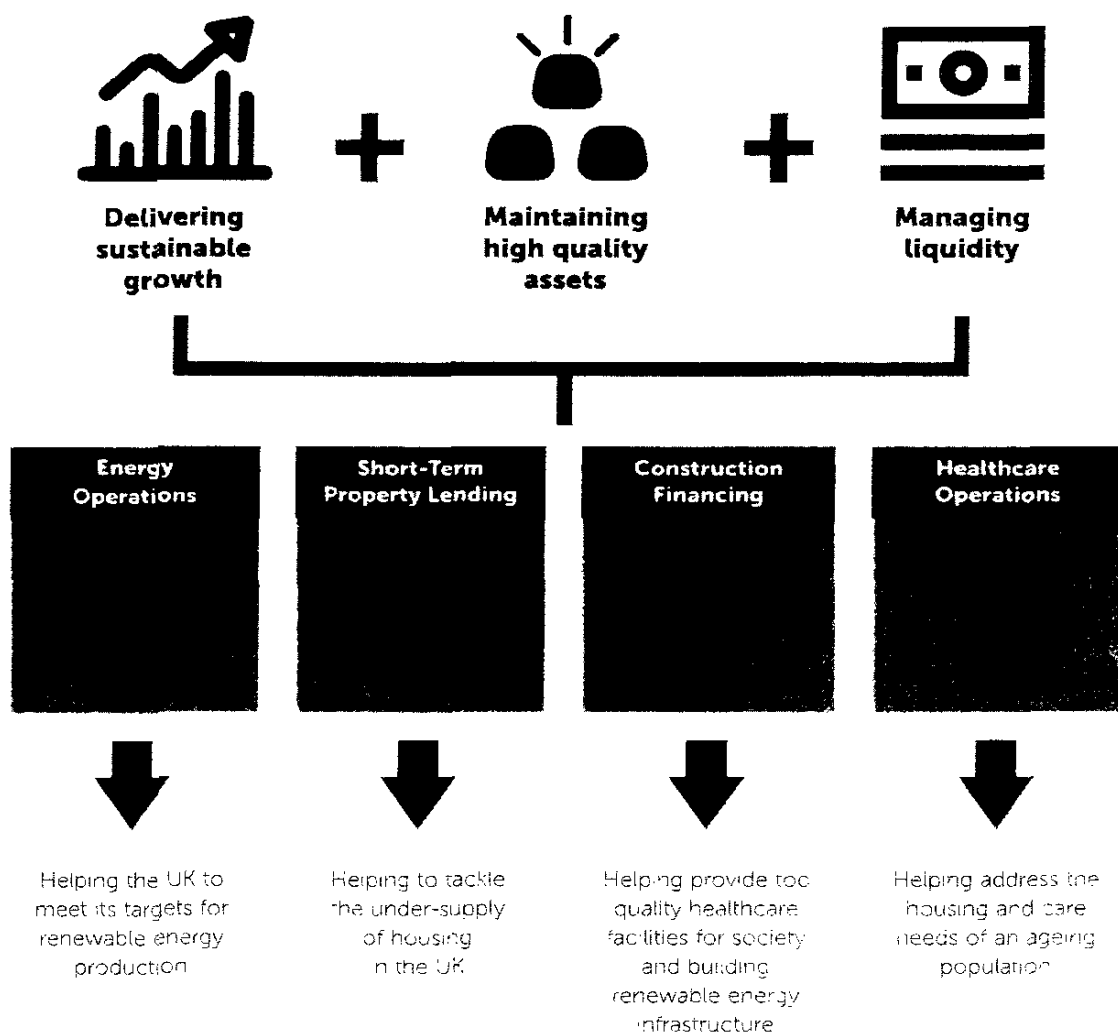 Delivering
sustainable
growth
Maintaining
high quality
assets
Managing
liquidity
Energy
Operations
Short-Term
Property Lending
Construction
Financing
Healthcare
Operations
Helping the UK to
meet its targets for
renewable energy
production
Helping to tackle
the under-supply
of housing
in the UK
Helping provide top
quality healthcare
facilities for society
and building
renewable energy
infrastructure
Helping address the
housing and care
needs of an ageing
population